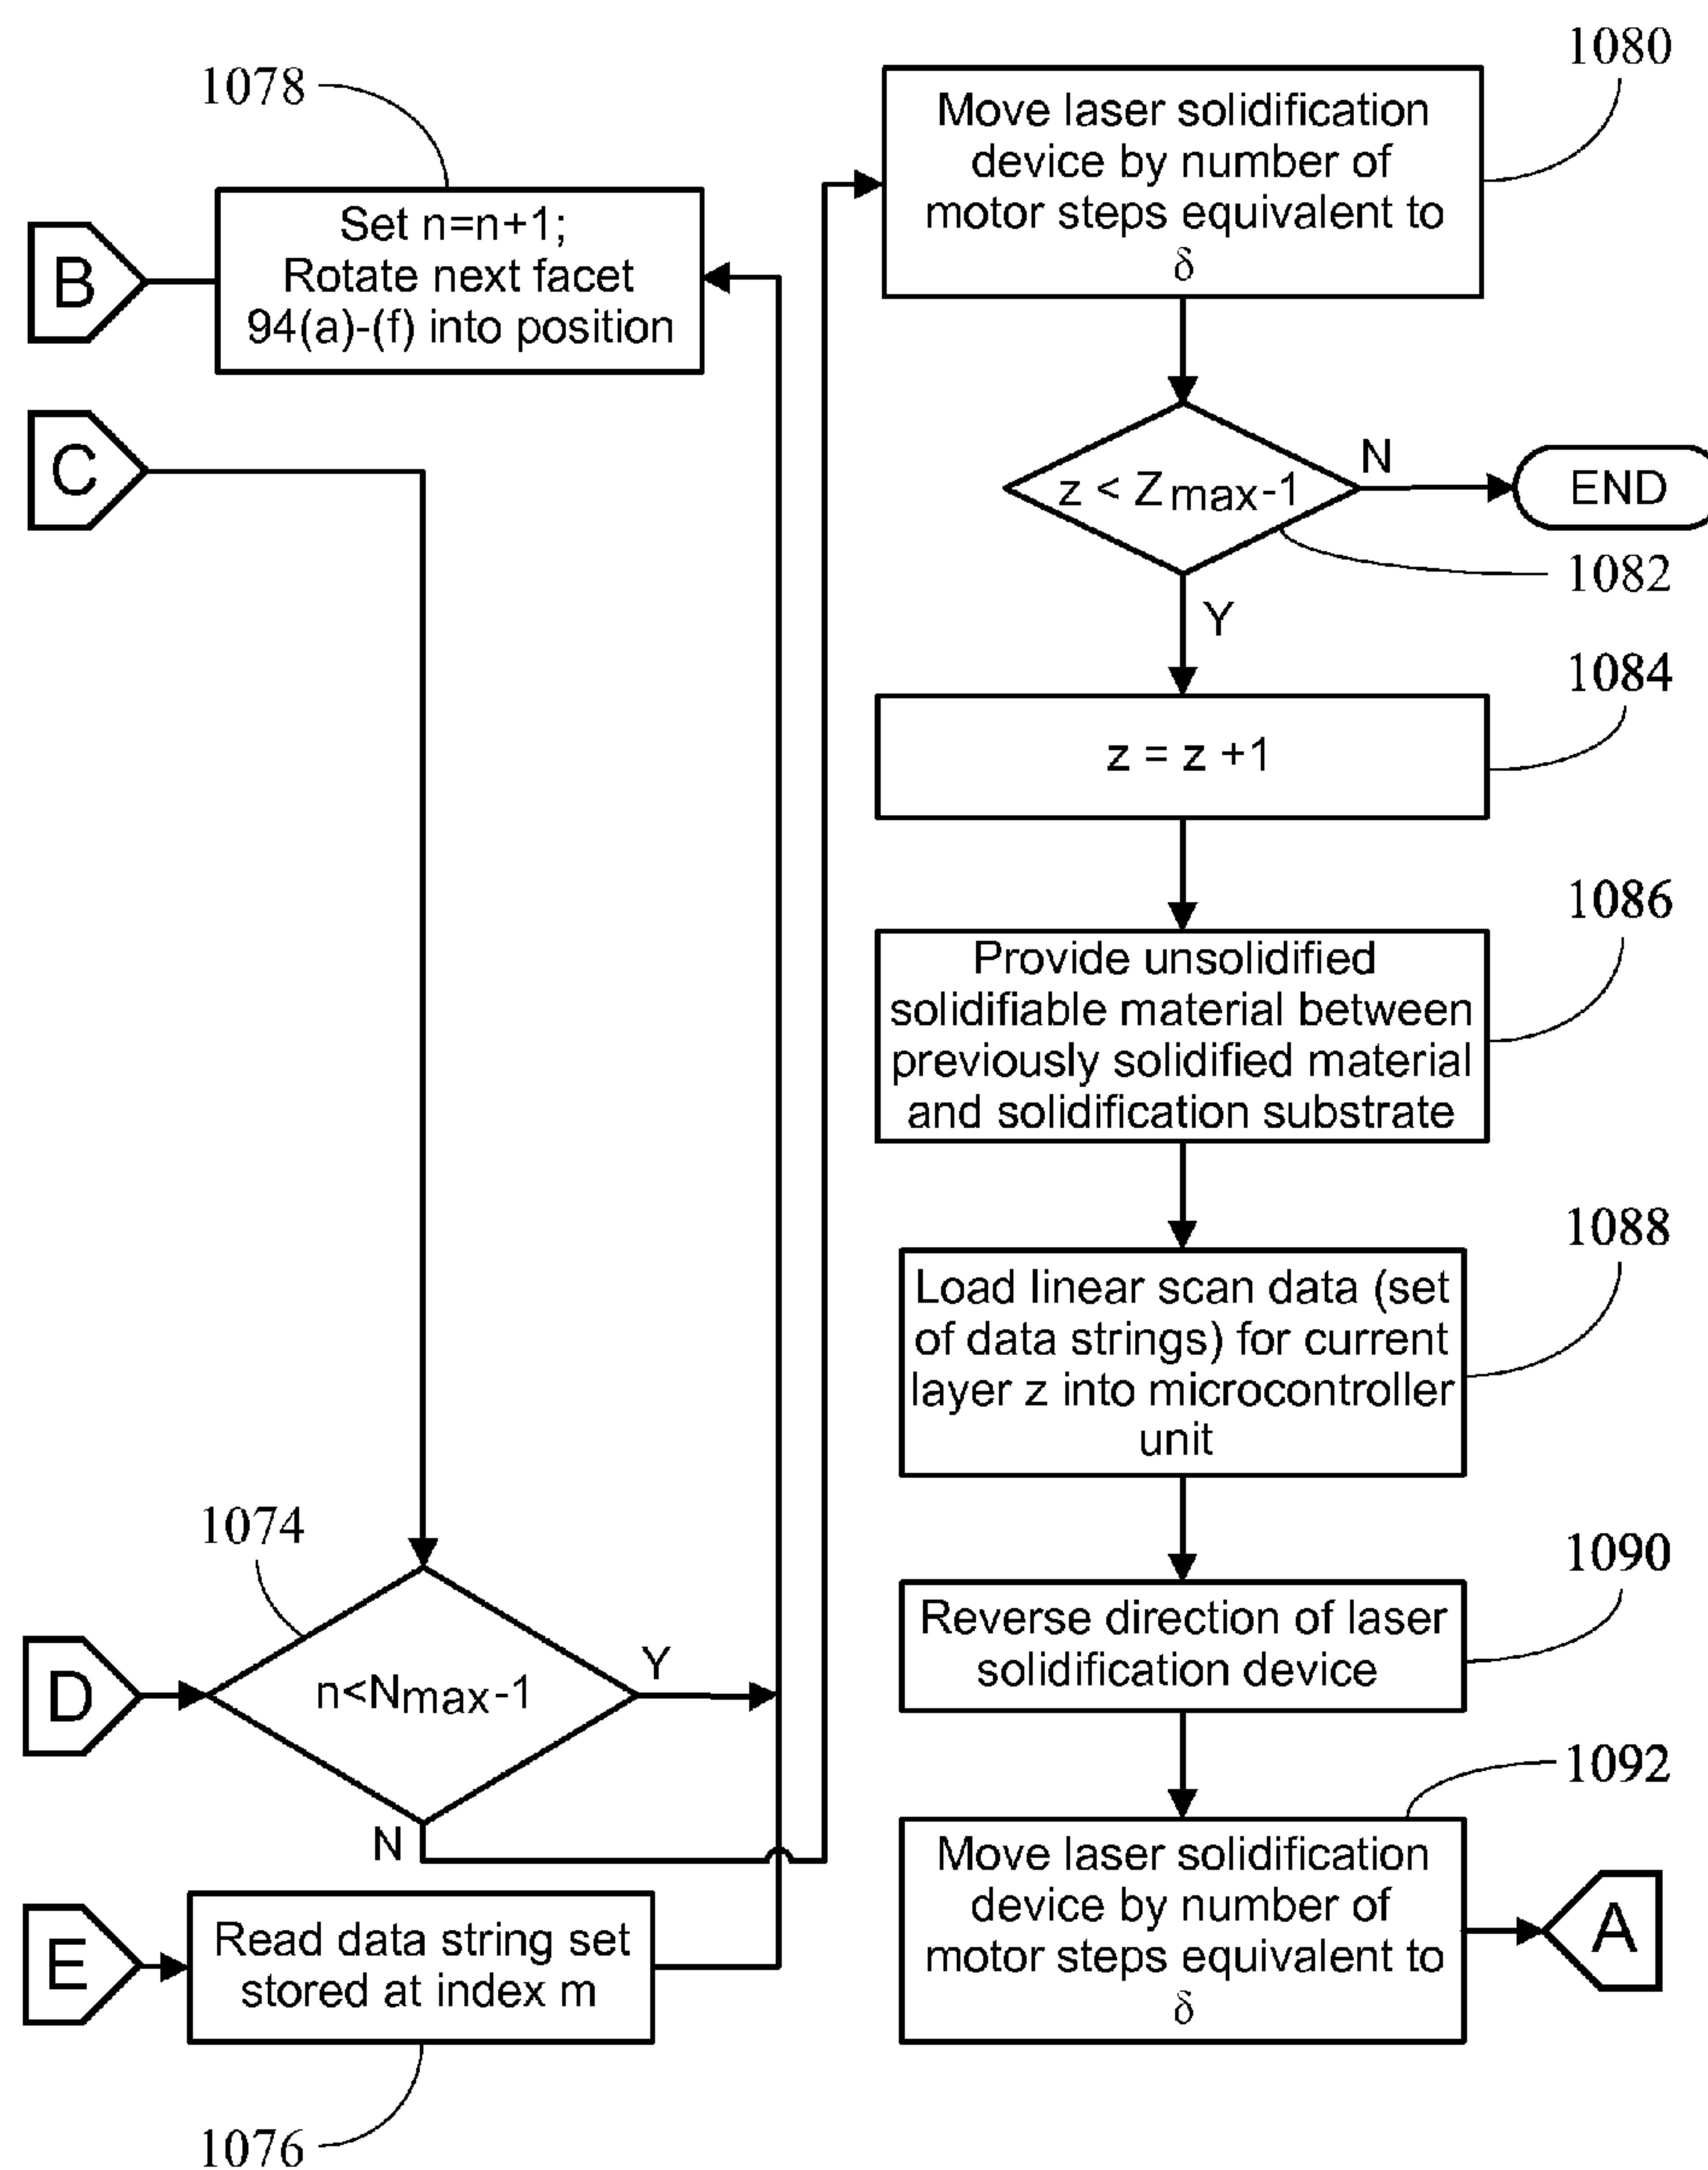 1078
B
Set n=n+1;
Rotate next facet
94(a)-(f) into position
C
1074
D
n<Nmax-1
Y
N
E
Read data string set
stored at index m
1076
1080
Move laser solidification
device by number of
motor steps equivalent to
δ
z < Zmax-1
N
END
1082
Y
1084
z = z +1
1086
Provide unsolidified
solidifiable material between
previously solidified material
and solidification substrate
1088
Load linear scan data (set
of data strings) for current
layer z into microcontroller
unit
1090
Reverse direction of laser
solidification device
1092
Move laser solidification
device by number of
motor steps equivalent to
δ
A